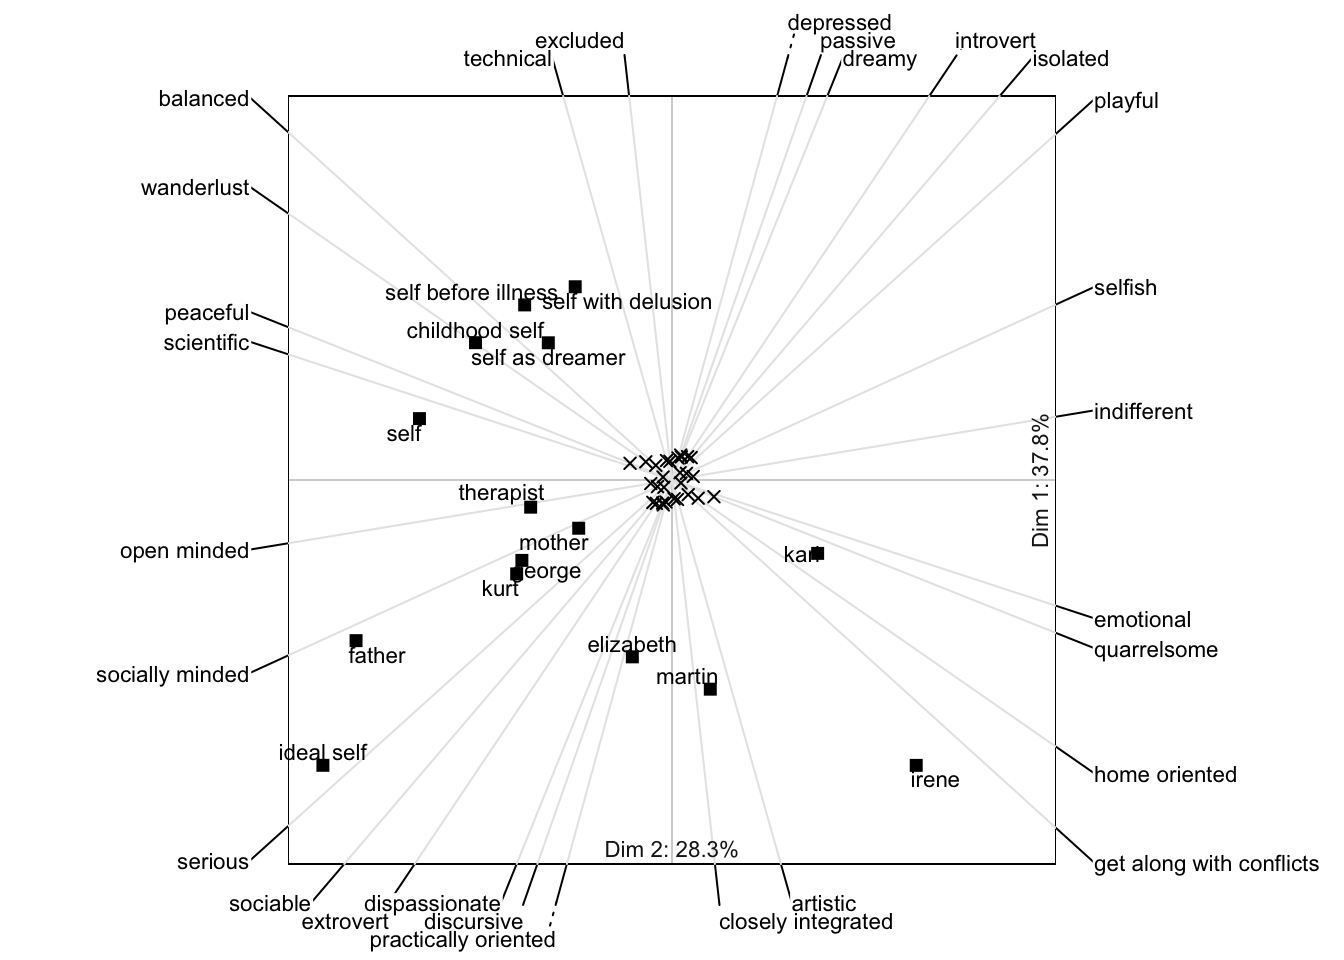 depressed
excluded
passive
introvert
technical
dreamy
isolated
balanced
playful
wanderlust
self before illness
selfish
self with delusion
peaceful
childhood self
scientific
self as dreamer
indifferent
self
Dim 1: 37.8%
therapist
mother
open minded
karl
george
kurt
emotional
elizabeth
quarrelsome
father
socially minded
martin
ideal self
home oriented
irene
Dim 2: 28.3%
serious
get along with conflicts
sociable
dispassionate
artistic
extrovert
discursive
closely integrated
practically oriented